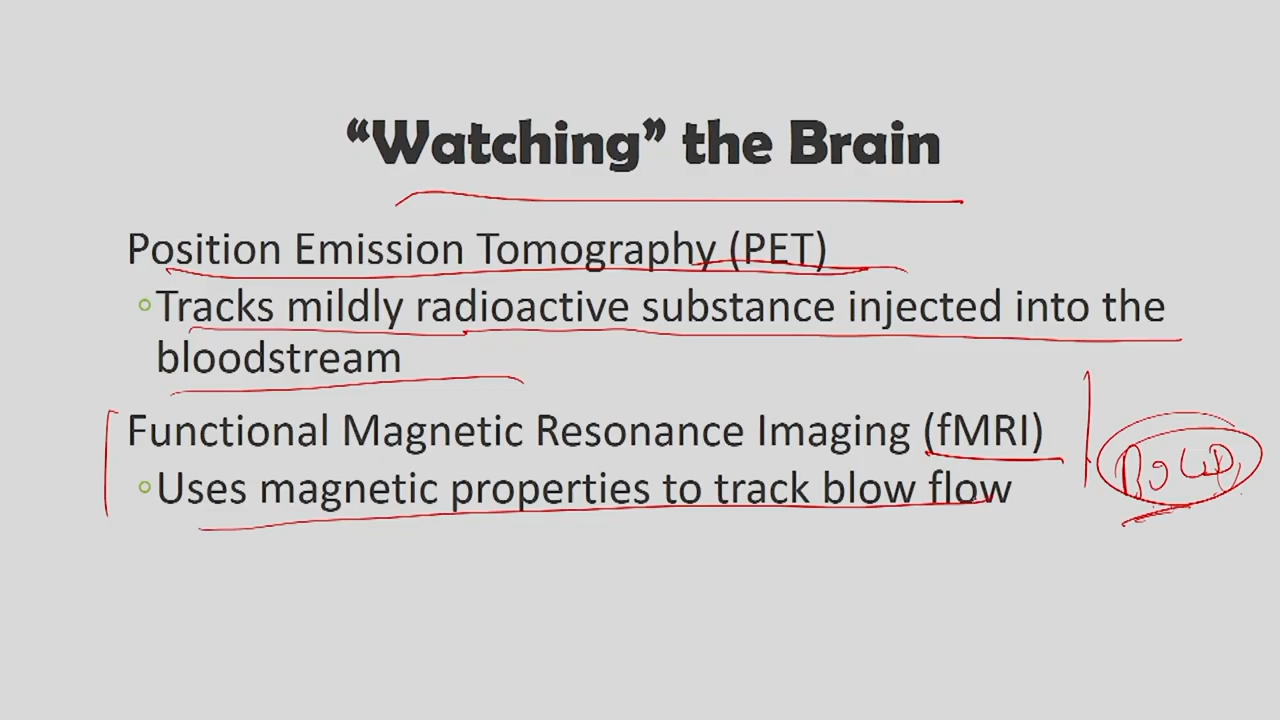 “Watching” the Brain
Position Emission Tomography (PET)
Tracks mildly radioactive substance injected into the
bloodstream
Functional Magnetic Resonance Imaging (fMRI)
BOLD
Uses magnetic properties to track blow flow